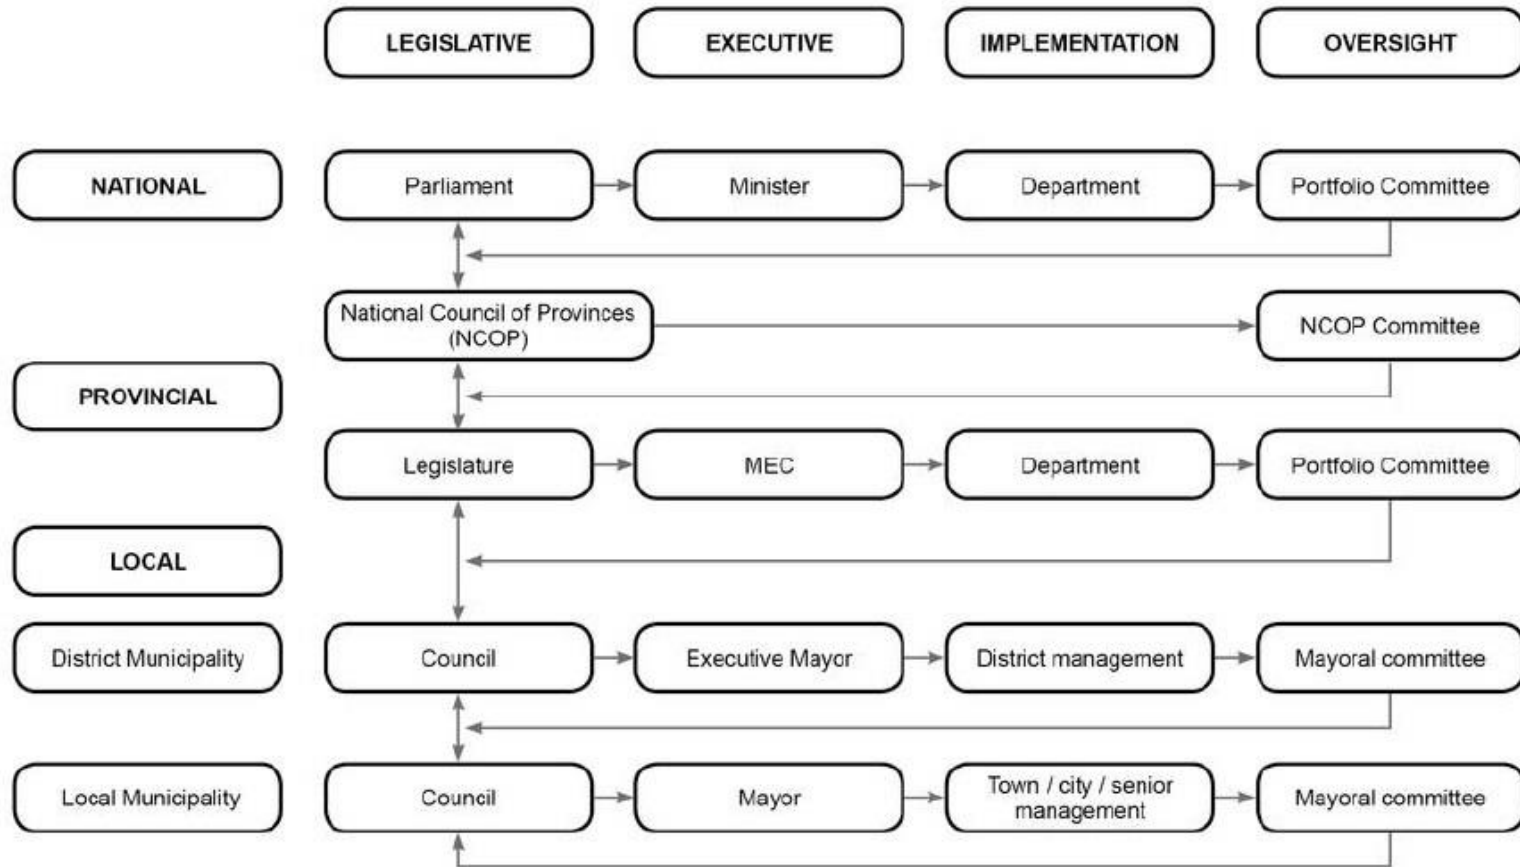 LEGISLATIVE
EXECUTIVE
IMPLEMENTATION
OVERSIGHT
NATIONAL
Parliament
Minister
Department
Portfolio Committee
National Council of Provinces
(NCOP)
NCOP Committee
PROVINCIAL
Legislature
MEC
Department
Portfolio Committee
LOCAL
District Municipality
Council
Executive Mayor
District management
Mayoral committee
Local Municipality
Council
Mayor
Town / city / senior
management
Mayoral committee